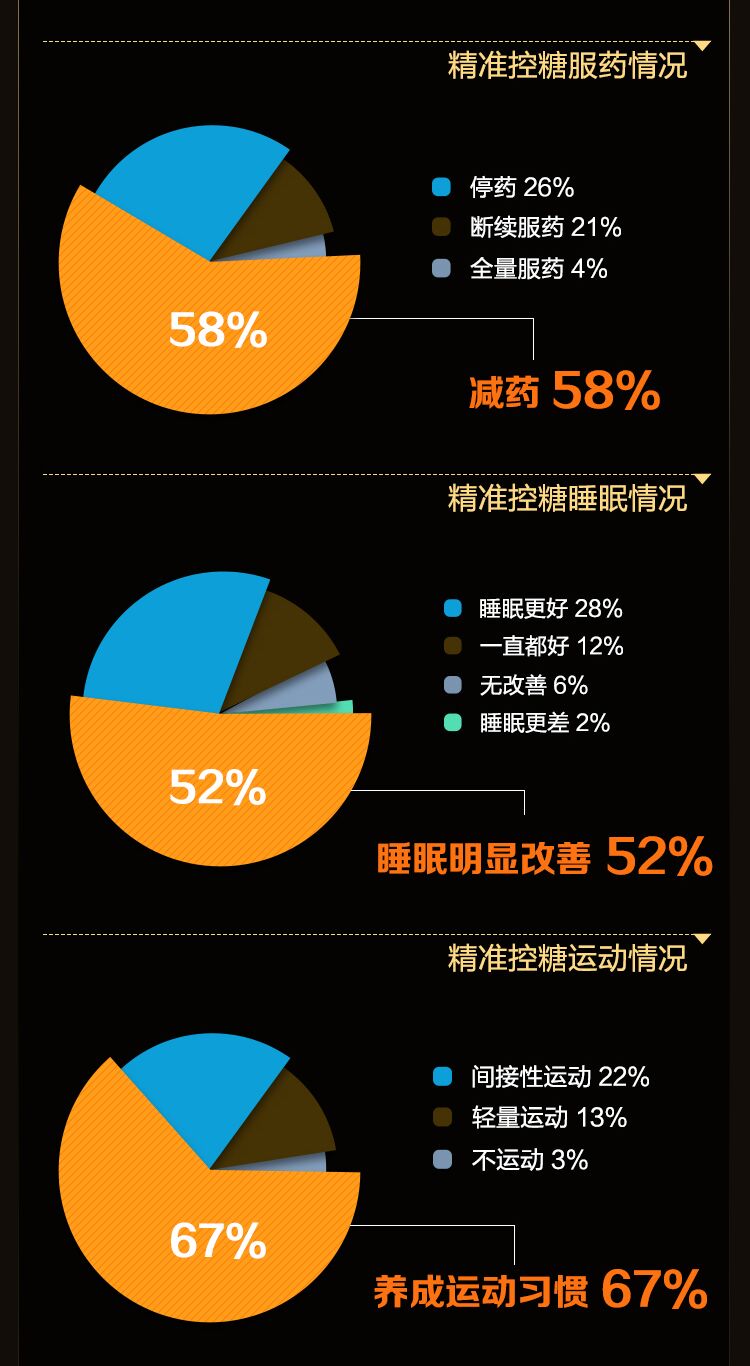 精准控糖服药情况
停药 26%
断续服药 21%
全量服药 4%
58%
减药 58%
精准控糖睡眠情况
睡眠更好 28%
一直都好 12%
无改善 6%
睡眠更差 2%
52%
睡眠明显改善 52%
精准控糖运动情况
间接性运动 22%
轻量运动 13%
不运动 3%
67%
养成运动习惯 67%